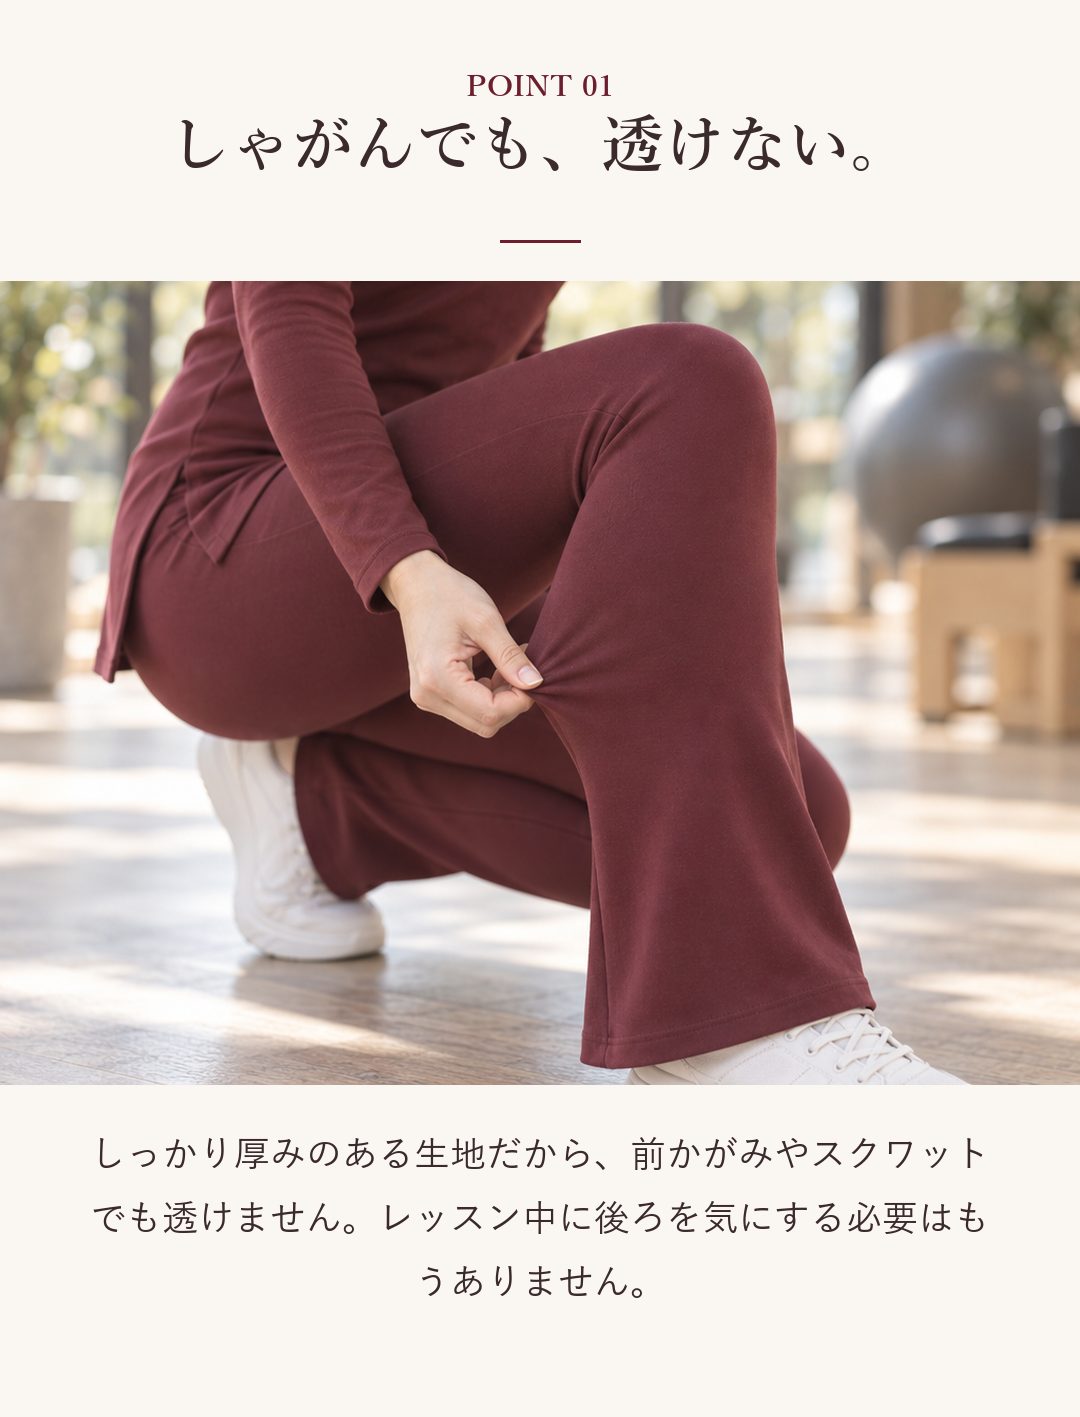 POINT 01
しゃがんでも、透けない。
しっかり厚みのある生地だから、前かがみやスクワット
でも透けません。レッスン中に後ろを気にする必要はも
うありません。